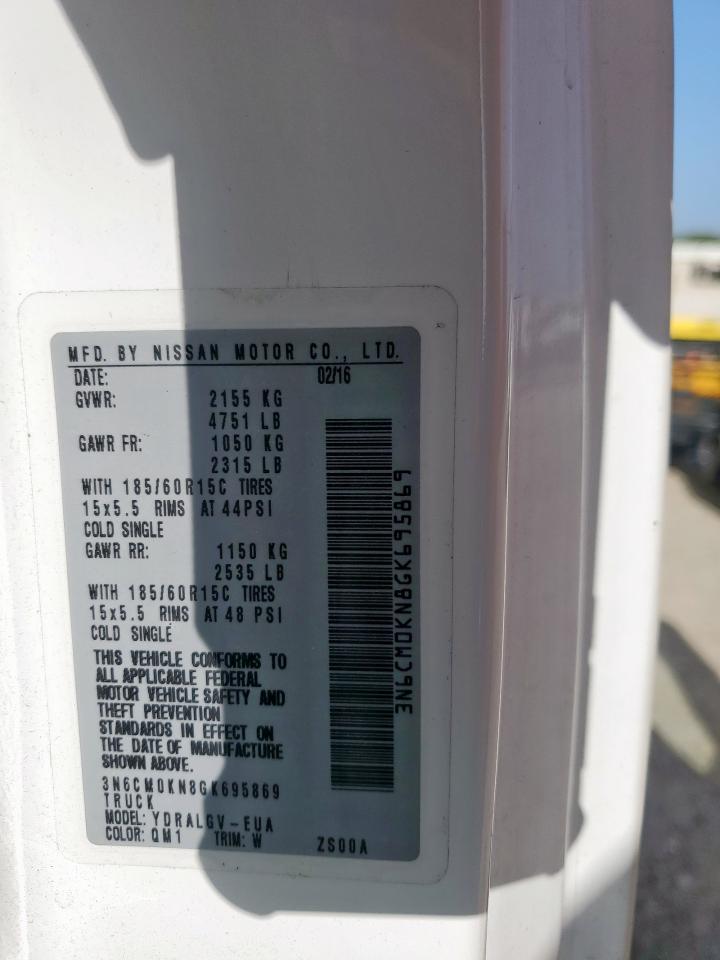 MFD. BY NISSAN MOTOR CO., LTD.
DATE: 02/16
GVWR: 2155 KG
4751 LB
GAWR FR: 1050 KG
2315 LB
WITH 185/60R15C TIRES
15x5.5 RIMS AT 44PSI
COLD SINGLE
GAWR RR: 1150 KG
2535 LB
WITH 185/60R15C TIRES
15x5.5 RIMS AT 48 PSI
COLD SINGLE
THIS VEHICLE CONFORMS TO
ALL APPLICABLE FEDERAL
MOTOR VEHICLE SAFETY AND
THEFT PREVENTION
STANDARDS IN EFFECT ON
THE DATE OF MANUFACTURE
SHOWN ABOVE.
3N6CM0KN8GK695869
TRUCK
MODEL: YDRALGV-EUA
COLOR: QM1 TRIM: W ZS00A
3N6CM0KN8GK695869